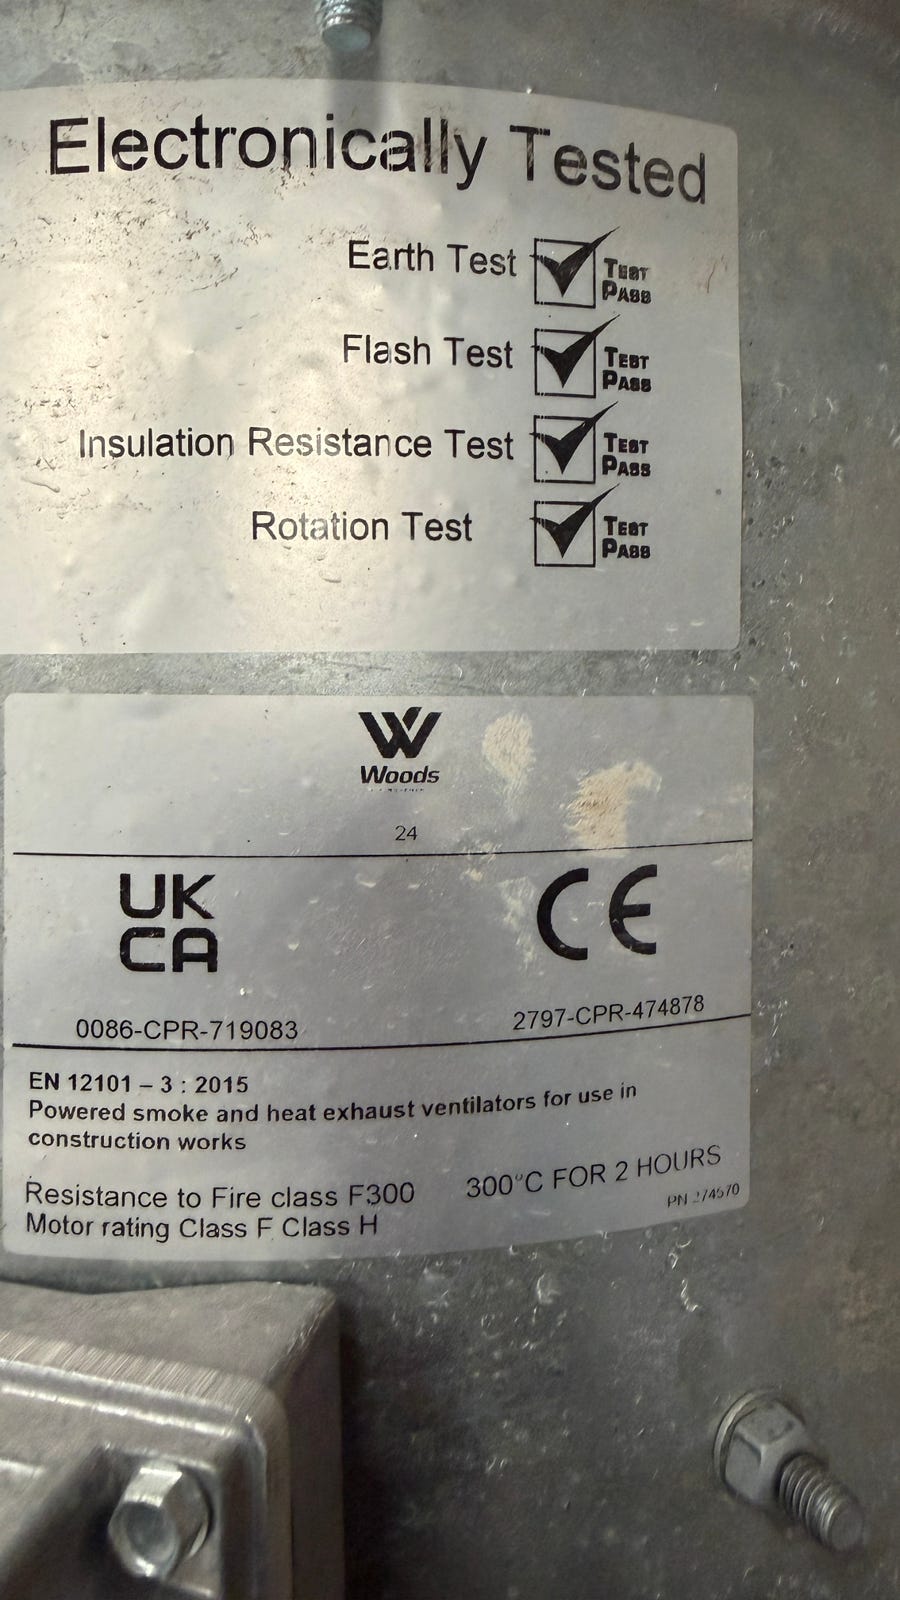 Electronically Tested
Earth Test TEST PASS
Flash Test TEST PASS
Insulation Resistance Test TEST PASS
Rotation Test TEST PASS
Woods
24
UK
CA
CE
0086-CPR-719083
2797-CPR-474878
EN 12101 – 3 : 2015
Powered smoke and heat exhaust ventilators for use in
construction works
Resistance to Fire class F300
300°C FOR 2 HOURS
Motor rating Class F Class H
PN